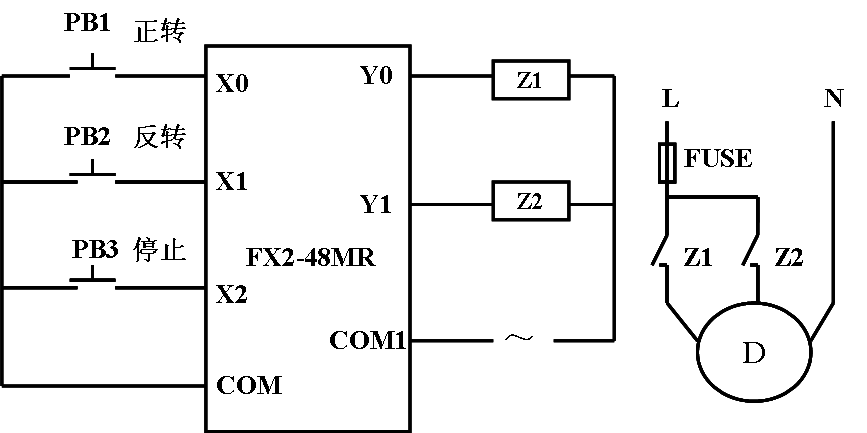 PB1 正转
X0
Y0
Z1
PB2 反转
X1
Y1
Z2
PB3 停止
FX2-48MR
X2
COM1 ~
COM
L N
FUSE
Z1 Z2
D